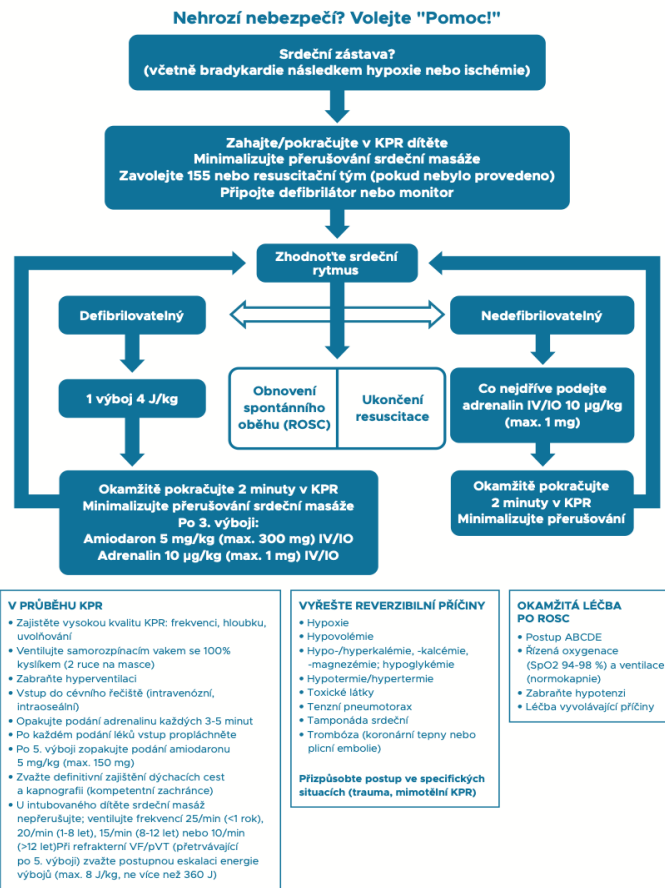 Nehrozí nebezpečí? Volejte "Pomoc!"
Srdeční zástava?
(včetně bradykardie následkem hypoxie nebo ischémie)
Zahajte/pokračujte v KPR dítěte
Minimalizujte přerušování srdeční masáže
Zavolejte 155 nebo resuscitační tým (pokud nebylo provedeno)
Připojte defibrilátor nebo monitor
Zhodnoťte srdeční
rytmus
Defibrilovatelný
Nedefibrilovatelný
1 výboj 4 J/kg
Obnovení
spontánního
oběhu (ROSC)
Ukončení
resuscitace
Co nejdříve podejte
adrenalin IV/IO 10 µg/kg
(max. 1 mg)
Okamžitě pokračujte 2 minuty v KPR
Minimalizujte přerušování srdeční masáže
Po 3. výboji:
Amiodaron 5 mg/kg (max. 300 mg) IV/IO
Adrenalin 10 µg/kg (max. 1 mg) IV/IO
Okamžitě pokračujte
2 minuty v KPR
Minimalizujte přerušování
V PRŮBĚHU KPR
• Zajistěte vysokou kvalitu KPR: frekvenci, hloubku,
uvolňování
• Ventilujte samorozpínacím vakem se 100%
kyslíkem (2 ruce na masce)
• Zabraňte hyperventilaci
• Vstup do cévního řečiště (intravenózní,
intraoseální)
• Opakujte podání adrenalinu každých 3-5 minut
• Po každém podání léků vstup propláchněte
• Po 5. výboji zopakujte podání amiodaronu
5 mg/kg (max. 150 mg)
• Zvažte definitivní zajištění dýchacích cest
a kapnografii (kompetentní zachránce)
• U intubovaného dítěte srdeční masáž
nepřerušujte; ventilujte frekvencí 25/min (<1 rok),
20/min (1-8 let), 15/min (8-12 let) nebo 10/min
(>12 let)Při refrakterní VF/pVT (přetrvávající
po 5. výboji) zvažte postupnou eskalaci energie
výbojů (max. 8 J/kg, ne více než 360 J)
VYŘEŠTE REVERZIBILNÍ PŘÍČINY
• Hypoxie
• Hypovolémie
• Hypo-/hyperkalémie, -kalcémie,
-magnezémie; hypoglykémie
• Hypotermie/hypertermie
• Toxické látky
• Tenzní pneumotorax
• Tamponáda srdeční
• Trombóza (koronární tepny nebo
plicní embolie)
Přizpůsobte postup ve specifických
situacích (trauma, mimotělní KPR)
OKAMŽITÁ LÉČBA
PO ROSC
• Postup ABCDE
• Řízená oxygenace
(SpO2 94-98 %) a ventilace
(normokapnie)
• Zabraňte hypotenzi
• Léčba vyvolávající příčiny